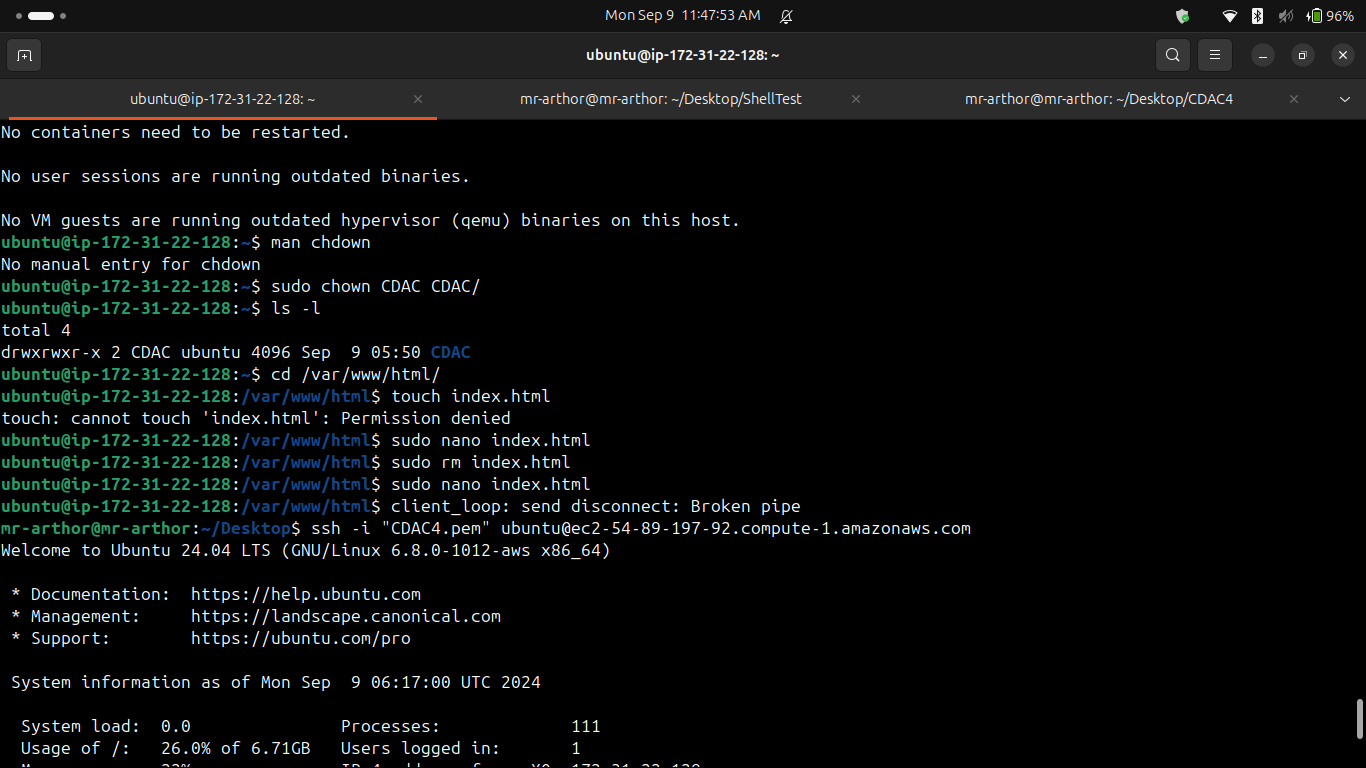 Mon Sep 9 11:47:53 AM
96%
ubuntu@ip-172-31-22-128: ~
ubuntu@ip-172-31-22-128: ~
mr-arthor@mr-arthor: ~/Desktop/ShellTest
mr-arthor@mr-arthor: ~/Desktop/CDAC4
No containers need to be restarted.
No user sessions are running outdated binaries.
No VM guests are running outdated hypervisor (qemu) binaries on this host.
ubuntu@ip-172-31-22-128:~$ man chdown
No manual entry for chdown
ubuntu@ip-172-31-22-128:~$ sudo chown CDAC CDAC/
ubuntu@ip-172-31-22-128:~$ ls -l
total 4
drwxrwxr-x 2 CDAC ubuntu 4096 Sep  9 05:50 CDAC
ubuntu@ip-172-31-22-128:~$ cd /var/www/html/
ubuntu@ip-172-31-22-128:/var/www/html$ touch index.html
touch: cannot touch 'index.html': Permission denied
ubuntu@ip-172-31-22-128:/var/www/html$ sudo nano index.html
ubuntu@ip-172-31-22-128:/var/www/html$ sudo rm index.html
ubuntu@ip-172-31-22-128:/var/www/html$ sudo nano index.html
ubuntu@ip-172-31-22-128:/var/www/html$ client_loop: send disconnect: Broken pipe
mr-arthor@mr-arthor:~/Desktop$ ssh -i "CDAC4.pem" ubuntu@ec2-54-89-197-92.compute-1.amazonaws.com
Welcome to Ubuntu 24.04 LTS (GNU/Linux 6.8.0-1012-aws x86_64)
* Documentation:  https://help.ubuntu.com
* Management:     https://landscape.canonical.com
* Support:        https://ubuntu.com/pro
System information as of Mon Sep  9 06:17:00 UTC 2024
System load:  0.0               Processes:             111
Usage of /:   26.0% of 6.71GB   Users logged in:       1